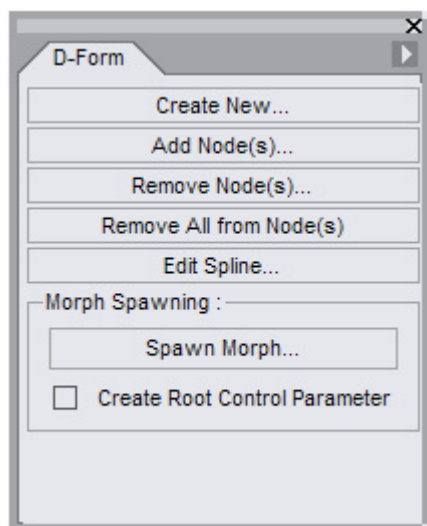 D-Form
Create New...
Add Node(s)...
Remove Node(s)...
Remove All from Node(s)
Edit Spline...
Morph Spawning :
Spawn Morph...
Create Root Control Parameter